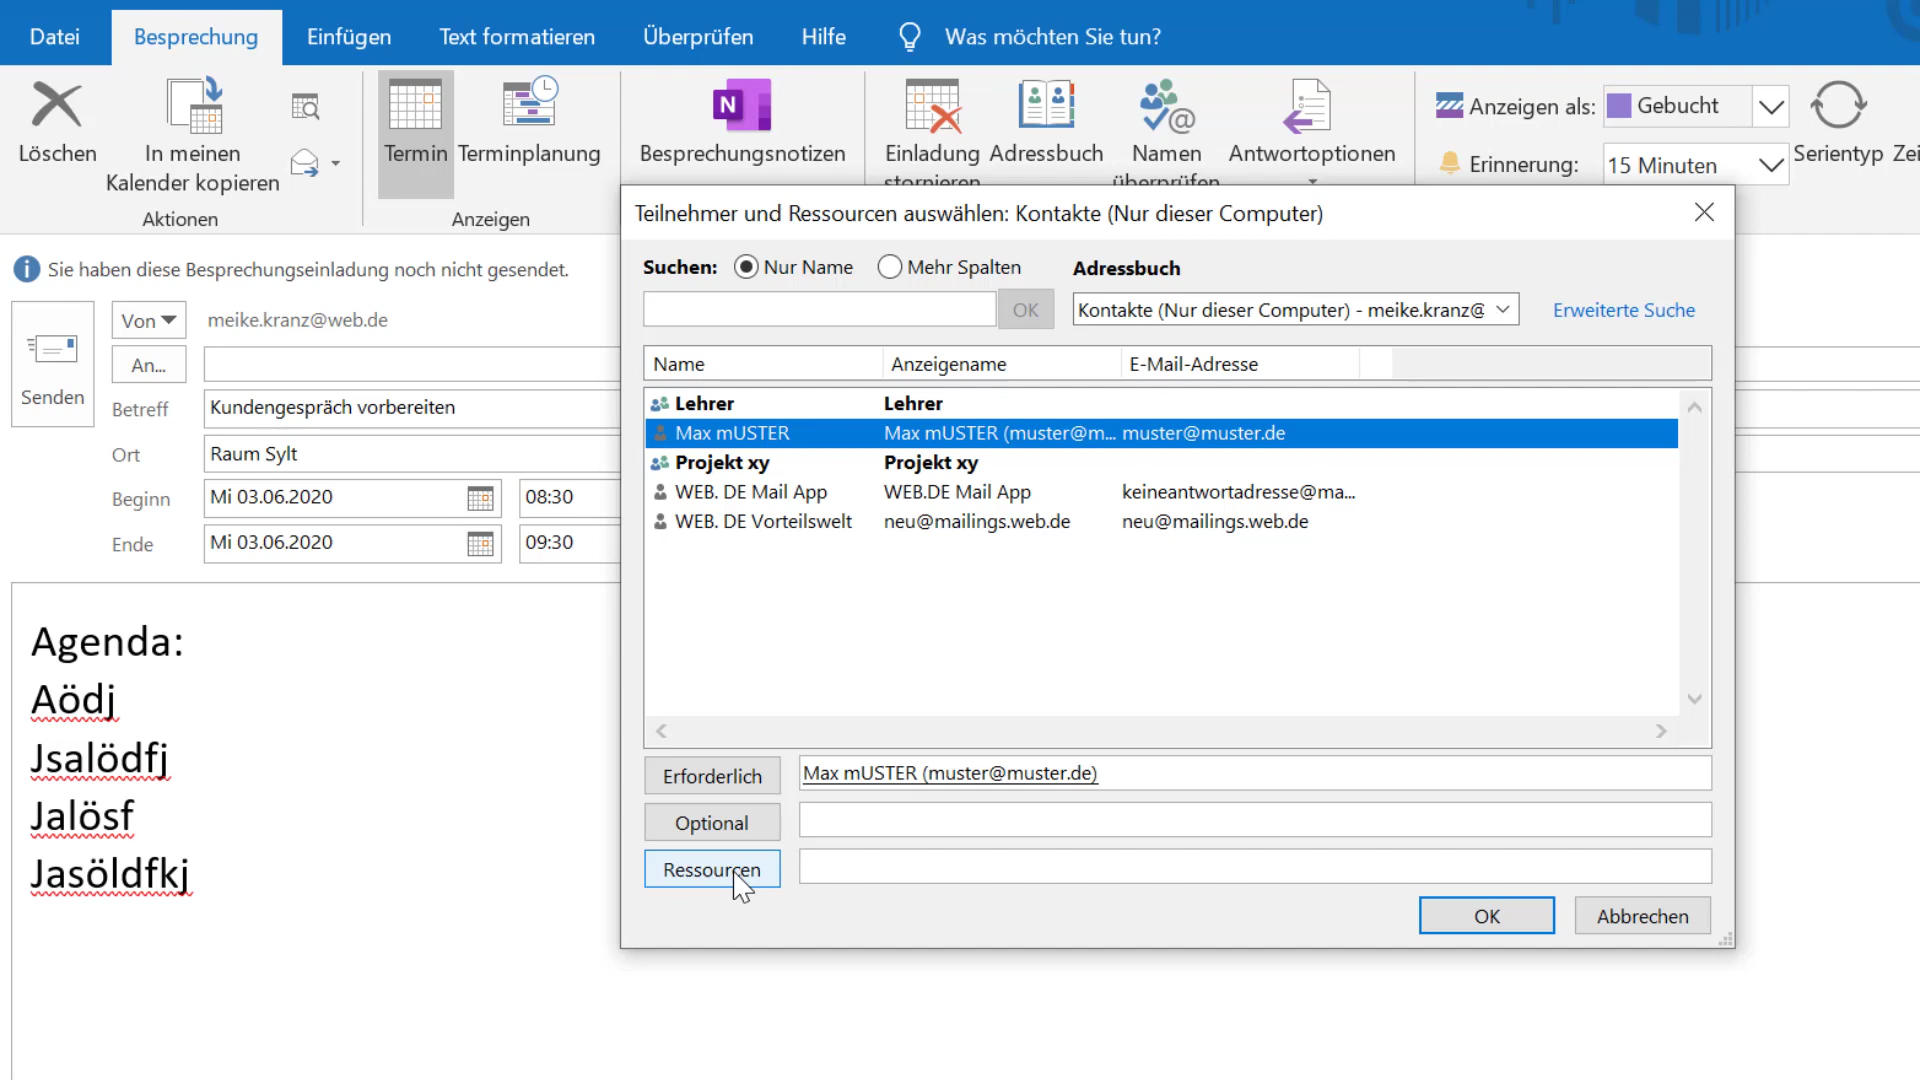 Datei Besprechung Einfügen Text formatieren Überprüfen Hilfe Was möchten Sie tun?
Löschen
In meinen
Kalender kopieren
Aktionen
Termin Terminplanung
Anzeigen
Besprechungsnotizen
Einladung
stornieren
Adressbuch
Namen
überprüfen
Antwortoptionen
Anzeigen als: Gebucht
Erinnerung: 15 Minuten
Serientyp Zei
Sie haben diese Besprechungseinladung noch nicht gesendet.
Senden
Von meike.kranz@web.de
An...
Betreff Kundengespräch vorbereiten
Ort Raum Sylt
Beginn Mi 03.06.2020 08:30
Ende Mi 03.06.2020 09:30
Agenda:
Aödj
Jsalödfj
Jalösf
Jasöldfkj
Teilnehmer und Ressourcen auswählen: Kontakte (Nur dieser Computer)
Suchen: Nur Name Mehr Spalten Adressbuch
OK Kontakte (Nur dieser Computer) - meike.kranz@ Erweiterte Suche
Name Anzeigename E-Mail-Adresse
Lehrer Lehrer
Max mUSTER Max mUSTER (muster@m... muster@muster.de
Projekt xy Projekt xy
WEB. DE Mail App WEB.DE Mail App keineantwortadresse@ma...
WEB. DE Vorteilswelt neu@mailings.web.de neu@mailings.web.de
Erforderlich Max mUSTER (muster@muster.de)
Optional
Ressourcen
OK Abbrechen